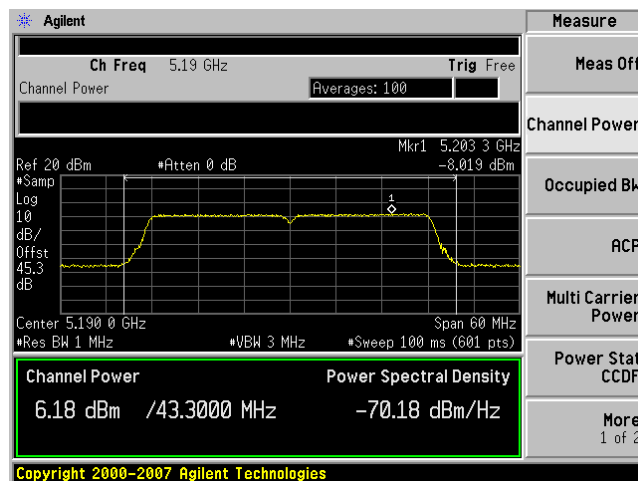 Agilent
Measure
Ch Freq 5.19 GHz Trig Free
Meas Off
Channel Power Averages: 100
Channel Power
Mkr1 5.203 3 GHz
Ref 20 dBm #Atten 0 dB -8.019 dBm
#Samp
Log
10
dB/
Offst
45.3
dB
1
Occupied BW
ACP
Center 5.190 0 GHz Span 60 MHz
#Res BW 1 MHz #VBW 3 MHz #Sweep 100 ms (601 pts)
Multi Carrier
Power
Channel Power Power Spectral Density
6.18 dBm /43.3000 MHz -70.18 dBm/Hz
Power Stat
CCDF
More
1 of 2
Copyright 2000-2007 Agilent Technologies